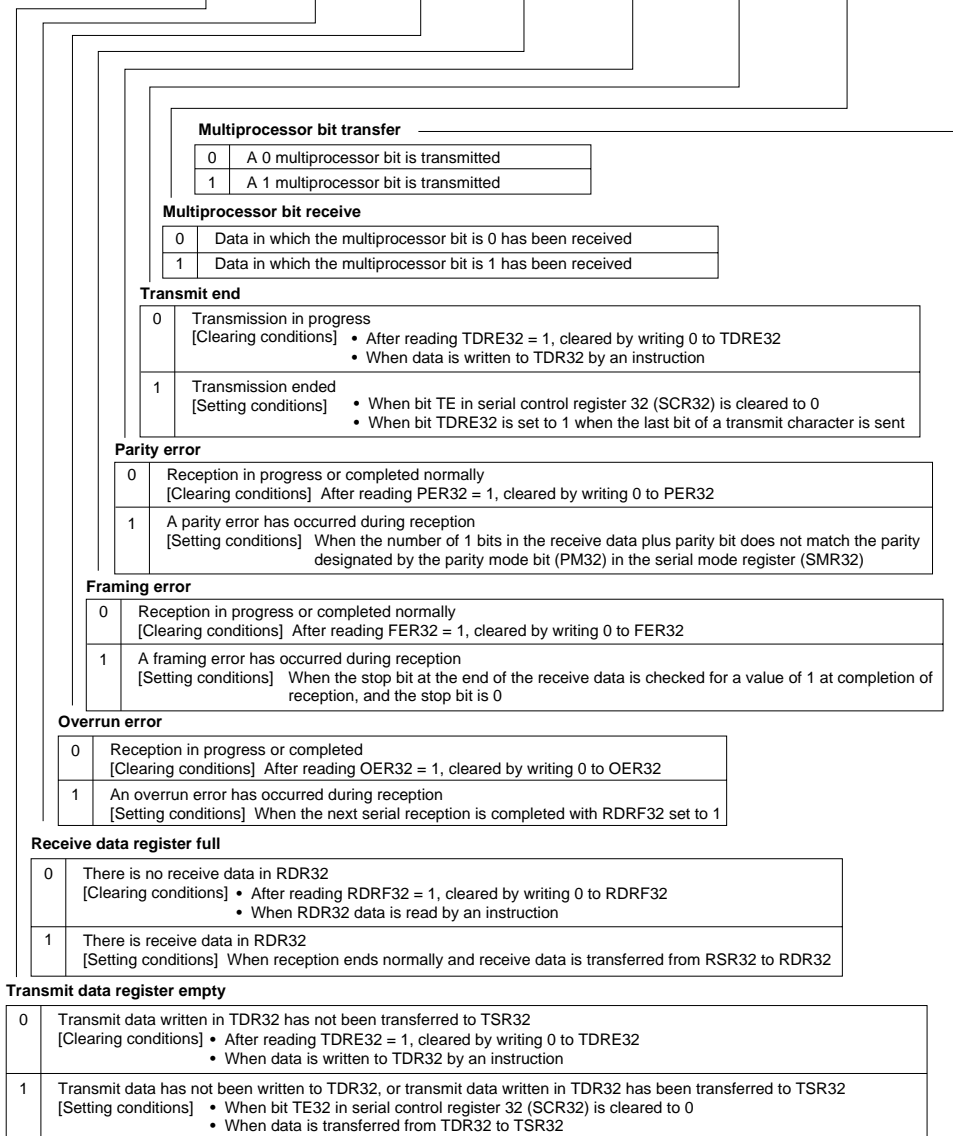 Multiprocessor bit transfer
0 A 0 multiprocessor bit is transmitted
1 A 1 multiprocessor bit is transmitted
Multiprocessor bit receive
0 Data in which the multiprocessor bit is 0 has been received
1 Data in which the multiprocessor bit is 1 has been received
Transmit end
0 Transmission in progress
[Clearing conditions] • After reading TDRE32 = 1, cleared by writing 0 to TDRE32
• When data is written to TDR32 by an instruction
1 Transmission ended
[Setting conditions] • When bit TE in serial control register 32 (SCR32) is cleared to 0
• When bit TDRE32 is set to 1 when the last bit of a transmit character is sent
Parity error
0 Reception in progress or completed normally
[Clearing conditions] After reading PER32 = 1, cleared by writing 0 to PER32
1 A parity error has occurred during reception
[Setting conditions] When the number of 1 bits in the receive data plus parity bit does not match the parity
designated by the parity mode bit (PM32) in the serial mode register (SMR32)
Framing error
0 Reception in progress or completed normally
[Clearing conditions] After reading FER32 = 1, cleared by writing 0 to FER32
1 A framing error has occurred during reception
[Setting conditions] When the stop bit at the end of the receive data is checked for a value of 1 at completion of
reception, and the stop bit is 0
Overrun error
0 Reception in progress or completed
[Clearing conditions] After reading OER32 = 1, cleared by writing 0 to OER32
1 An overrun error has occurred during reception
[Setting conditions] When the next serial reception is completed with RDRF32 set to 1
Receive data register full
0 There is no receive data in RDR32
[Clearing conditions] • After reading RDRF32 = 1, cleared by writing 0 to RDRF32
• When RDR32 data is read by an instruction
1 There is receive data in RDR32
[Setting conditions] When reception ends normally and receive data is transferred from RSR32 to RDR32
Transmit data register empty
0 Transmit data written in TDR32 has not been transferred to TSR32
[Clearing conditions] • After reading TDRE32 = 1, cleared by writing 0 to TDRE32
• When data is written to TDR32 by an instruction
1 Transmit data has not been written to TDR32, or transmit data written in TDR32 has been transferred to TSR32
[Setting conditions] • When bit TE32 in serial control register 32 (SCR32) is cleared to 0
• When data is transferred from TDR32 to TSR32